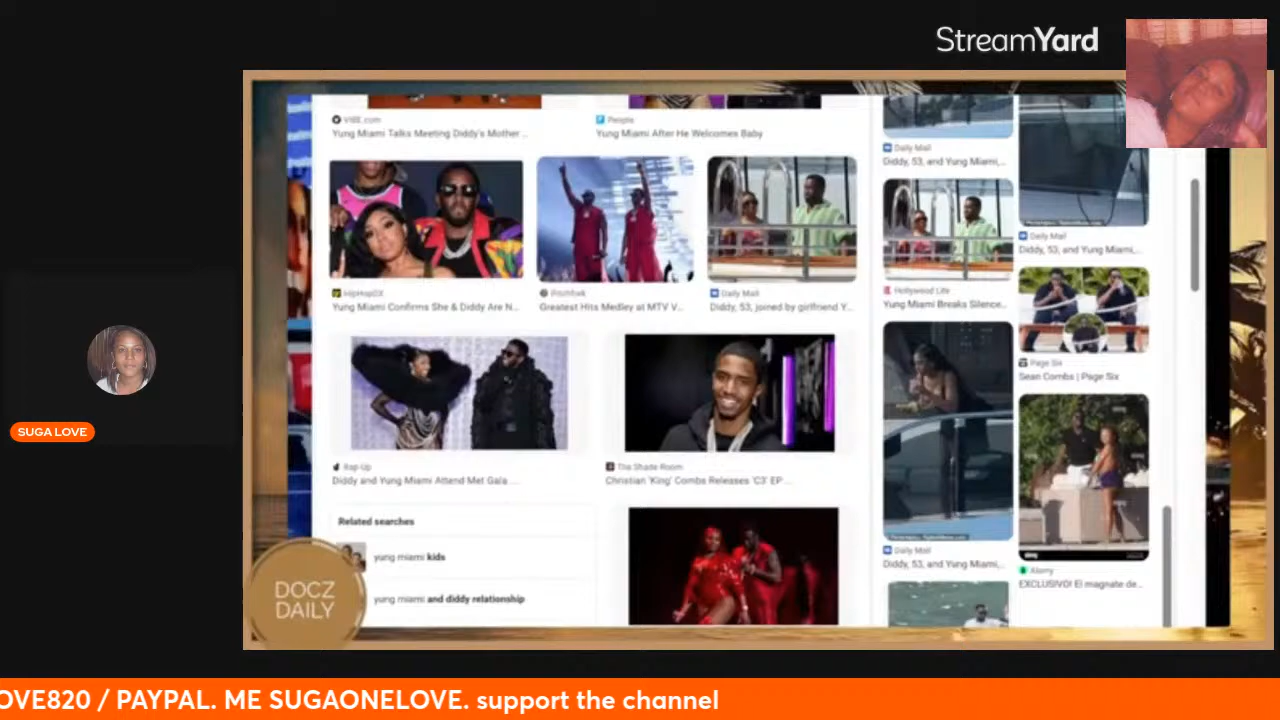 StreamYard
VIBE.com
Yung Miami Talks Meeting Diddy's Mother ...
People
Yung Miami After He Welcomes Baby
HipHopDX
Yung Miami Confirms She & Diddy Are N...
Pitchfork
Greatest Hits Medley at MTV V...
Daily Mail
Diddy, 53, joined by girlfriend Y...
Rap-Up
Diddy and Yung Miami Attend Met Gala ...
The Shade Room
Christian 'King' Combs Releases 'C3' EP ...
Related searches
yung miami kids
yung miami and diddy relationship
Daily Mail
Diddy, 53, and Yung Miami,...
Hollywood Life
Yung Miami Breaks Silence...
Daily Mail
Diddy, 53, and Yung Miami,...
Daily Mail
Diddy, 53, and Yung Miami,...
Page Six
Sean Combs | Page Six
Alamy
EXCLUSIVO! El magnate de...
SUGA LOVE
DOCZ
DAILY
OVE820 / PAYPAL. ME SUGAONELOVE. support the channel